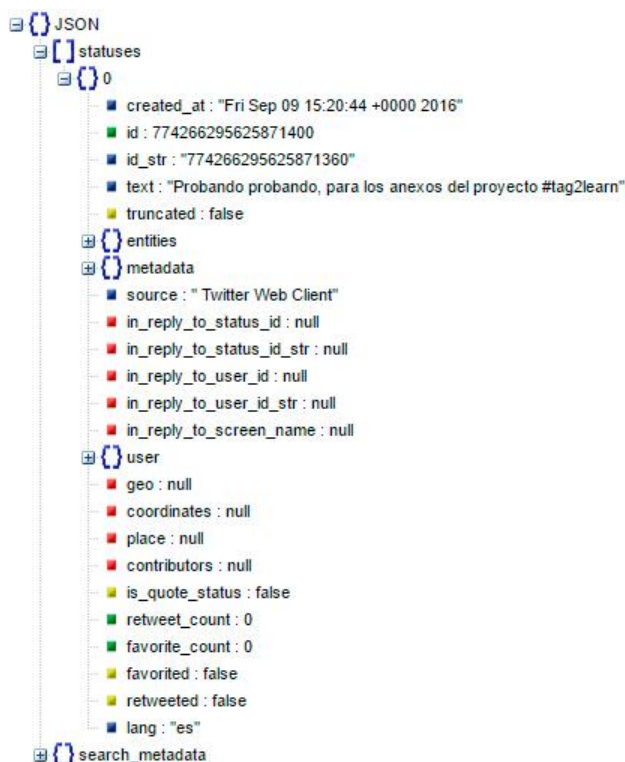 {} JSON
[] statuses
{} 0
created_at : "Fri Sep 09 15:20:44 +0000 2016"
id : 774266295625871400
id_str : "774266295625871360"
text : "Probando probando, para los anexos del proyecto #tag2learn"
truncated : false
{} entities
{} metadata
source : " Twitter Web Client"
in_reply_to_status_id : null
in_reply_to_status_id_str : null
in_reply_to_user_id : null
in_reply_to_user_id_str : null
in_reply_to_screen_name : null
{} user
geo : null
coordinates : null
place : null
contributors : null
is_quote_status : false
retweet_count : 0
favorite_count : 0
favorited : false
retweeted : false
lang : "es"
{} search_metadata